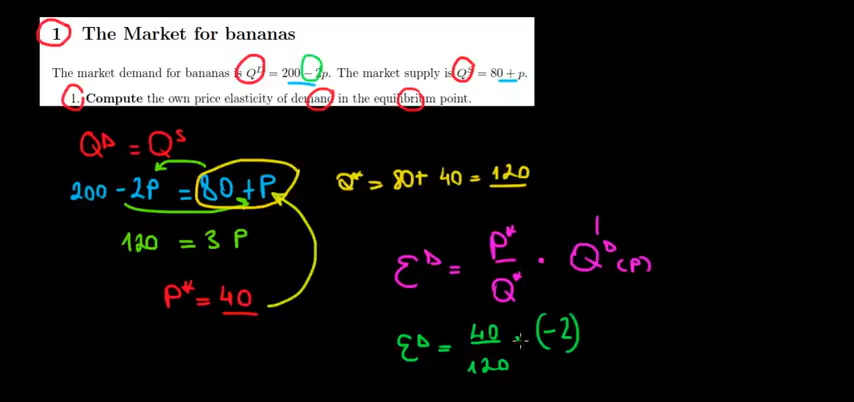 1 The Market for bananas
The market demand for bananas is Q^D = 200 − 2p. The market supply is Q^S = 80 + p.
1. Compute the own price elasticity of demand in the equilibrium point.
Q^D = Q^S
200 - 2P = 80 + P
120 = 3 P
P* = 40
Q* = 80 + 40 = 120
ε^D = P*/Q* · Q^D'(P)
ε^D = 40/120 · (-2)